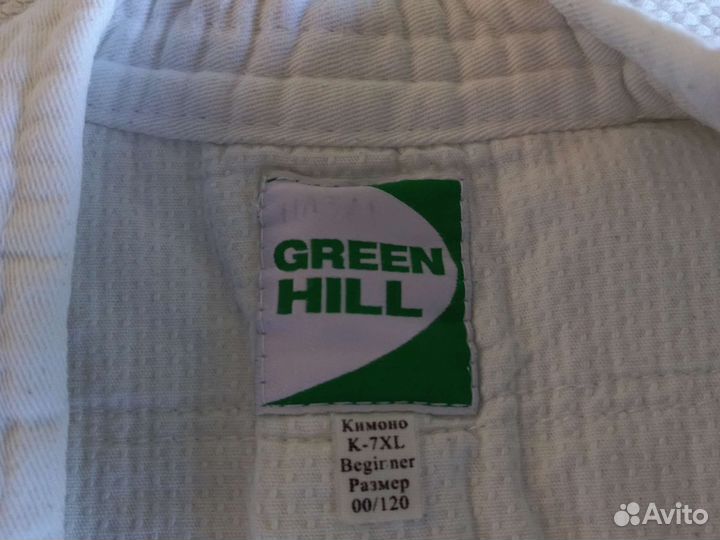 GREEN
HILL
Кимоно
K-7XL
Beginner
Размер
00/120
Avito